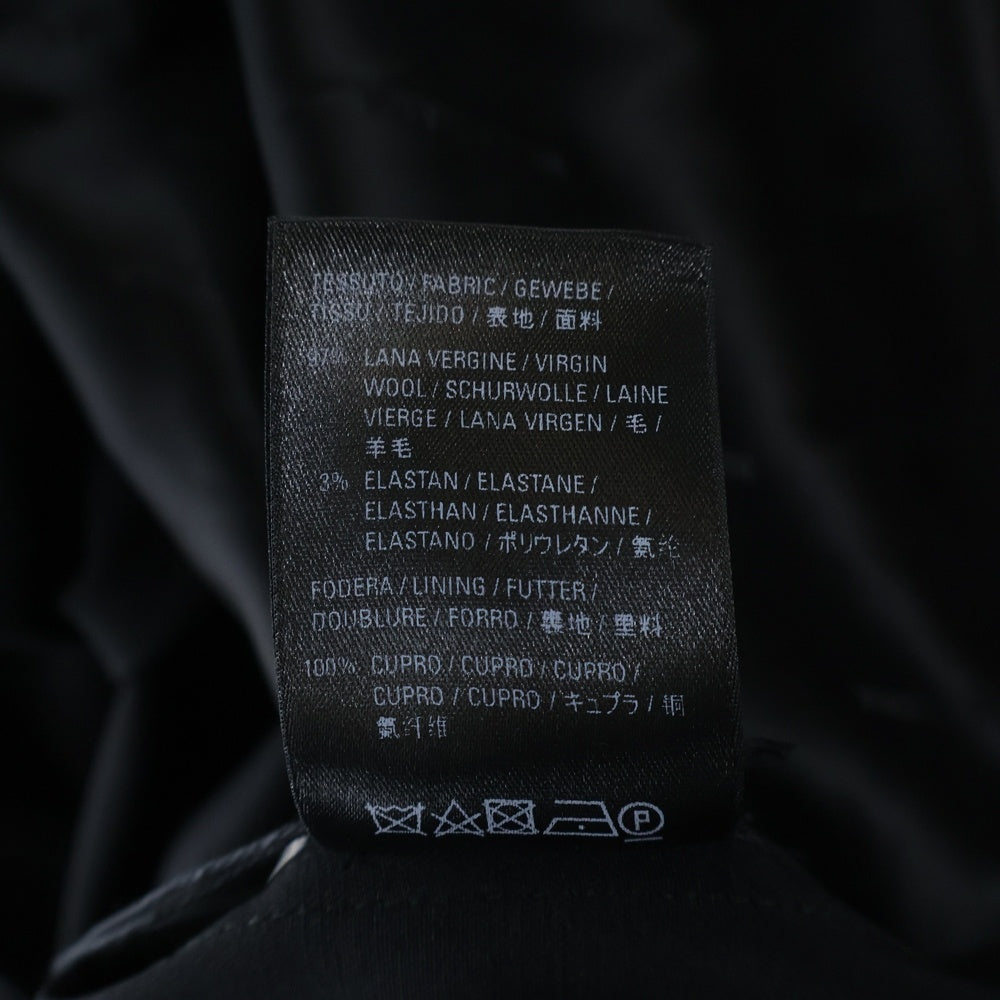 TESSUTO / FABRIC / GEWEBE /
TISSU / TEJIDO / 表地 / 面料
97% LANA VERGINE / VIRGIN
WOOL / SCHURWOLLE / LAINE
VIERGE / LANA VIRGEN / 毛 /
羊毛
3% ELASTAN / ELASTANE /
ELASTHAN / ELASTHANNE /
ELASTANO / ポリウレタン / 氨纶
FODERA / LINING / FUTTER /
DOUBLURE / FORRO / 裏地 / 里料
100% CUPRO / CUPRO / CUPRO /
CUPRO / CUPRO / キュプラ / 铜
氨纤维
P